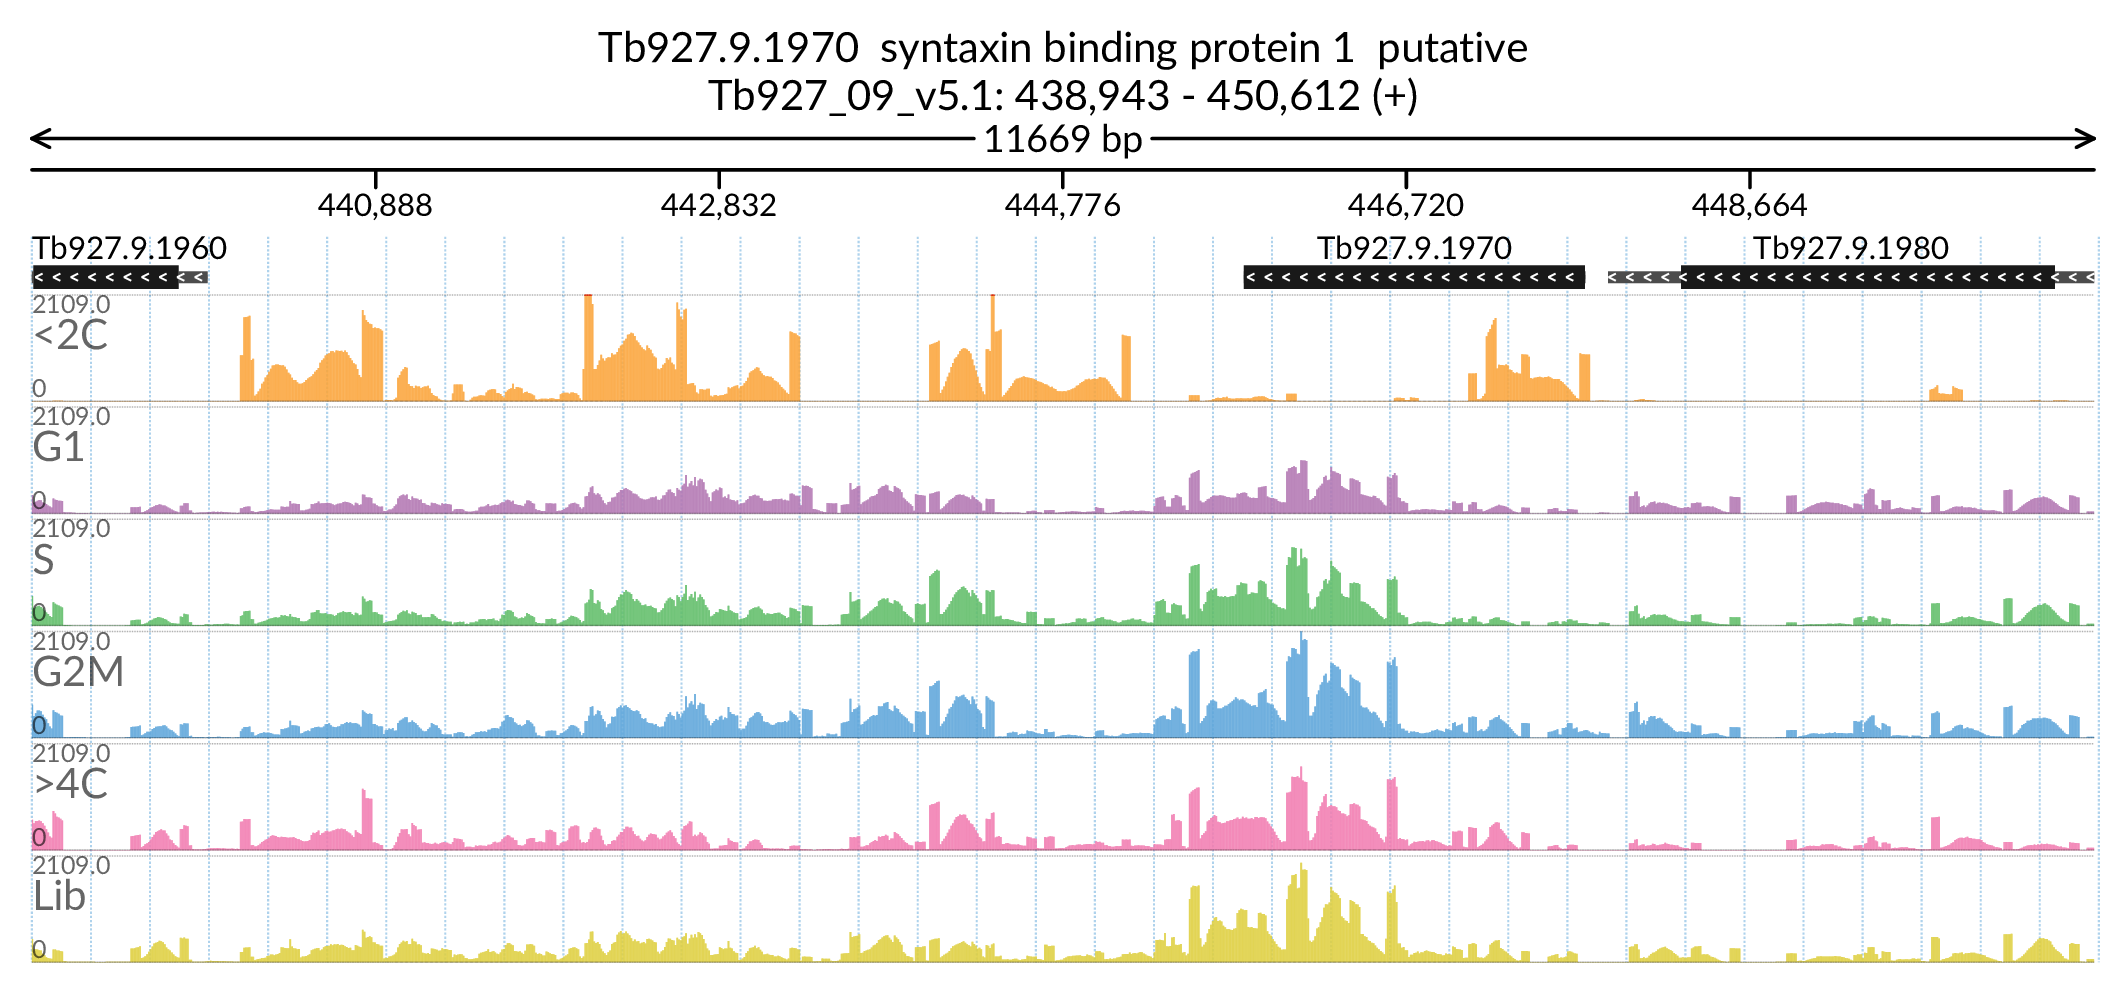 Tb927.9.1970  syntaxin binding protein 1  putative
Tb927_09_v5.1: 438,943 - 450,612 (+)
11669 bp
440,888 442,832 444,776 446,720 448,664
Tb927.9.1960 Tb927.9.1970 Tb927.9.1980
2109.0
<2C
0
2109.0
G1
0
2109.0
S
0
2109.0
G2M
0
2109.0
>4C
0
2109.0
Lib
0